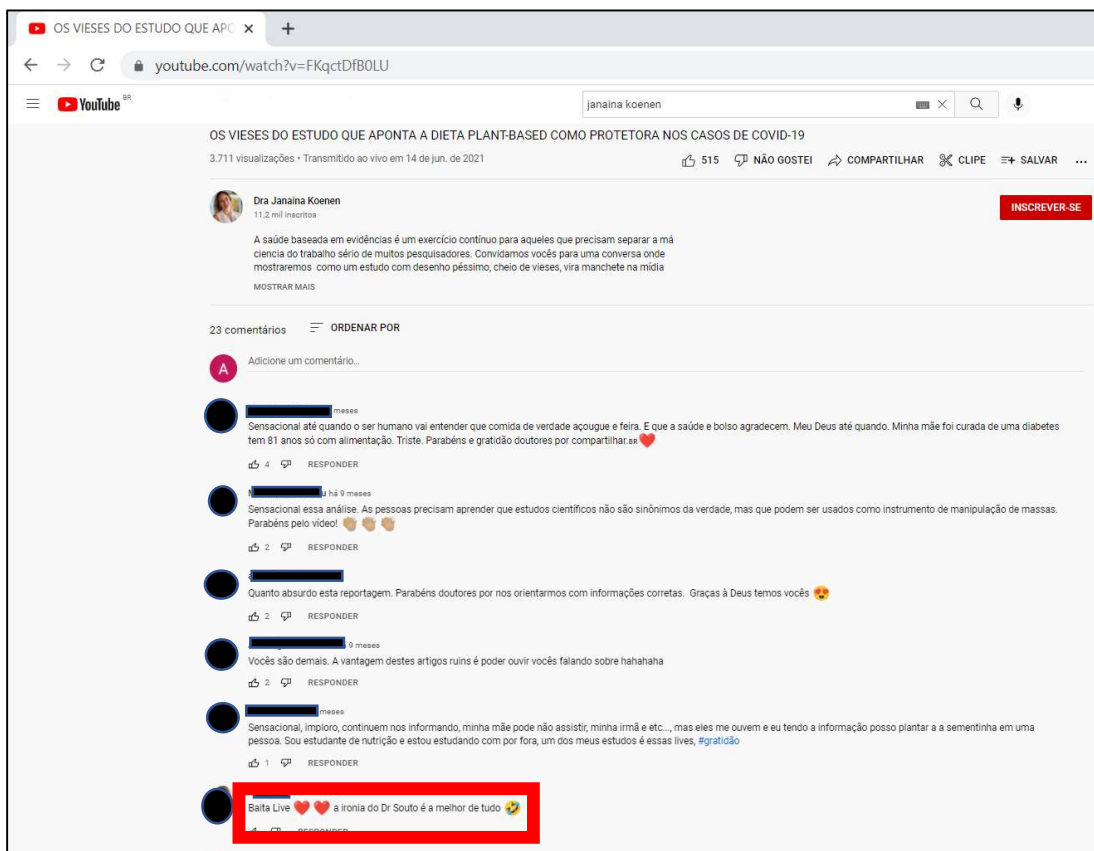 OS VIESES DO ESTUDO QUE APO
youtube.com/watch?v=FKqctDfB0LU
YouTube BR
janaina koenen
OS VIESES DO ESTUDO QUE APONTA A DIETA PLANT-BASED COMO PROTETORA NOS CASOS DE COVID-19
3.711 visualizações • Transmitido ao vivo em 14 de jun. de 2021
515 NÃO GOSTEI COMPARTILHAR CLIPE SALVAR ...
Dra Janaina Koenen
11,2 mil inscritos
INSCREVER-SE
A saúde baseada em evidências é um exercício contínuo para aqueles que precisam separar a má
ciencia do trabalho sério de muitos pesquisadores. Convidamos vocês para uma conversa onde
mostraremos como um estudo com desenho péssimo, cheio de vieses, vira manchete na mídia
MOSTRAR MAIS
23 comentários ORDENAR POR
A
Adicione um comentário...
meses
Sensacional até quando o ser humano vai entender que comida de verdade açougue e feira. E que a saúde e bolso agradecem. Meu Deus até quando. Minha mãe foi curada de uma diabetes
tem 81 anos só com alimentação. Triste. Parabéns e gratidão doutores por compartilhar.BR❤️
4 RESPONDER
há 9 meses
Sensacional essa análise. As pessoas precisam aprender que estudos científicos não são sinônimos da verdade, mas que podem ser usados como instrumento de manipulação de massas.
Parabéns pelo vídeo! 👏🏼👏🏼👏🏼
2 RESPONDER
Quanto absurdo esta reportagem. Parabéns doutores por nos orientarmos com informações corretas. Graças à Deus temos vocês 😍
2 RESPONDER
9 meses
Vocês são demais. A vantagem destes artigos ruins é poder ouvir vocês falando sobre hahahaha
2 RESPONDER
meses
Sensacional, imploro, continuem nos informando, minha mãe pode não assistir, minha irmã e etc..., mas eles me ouvem e eu tendo a informação posso plantar a a sementinha em uma
pessoa. Sou estudante de nutrição e estou estudando com por fora, um dos meus estudos é essas lives, #gratidão
1 RESPONDER
Baita Live ❤️ ❤️ a ironia do Dr Souto é a melhor de tudo 🤣
RESPONDER